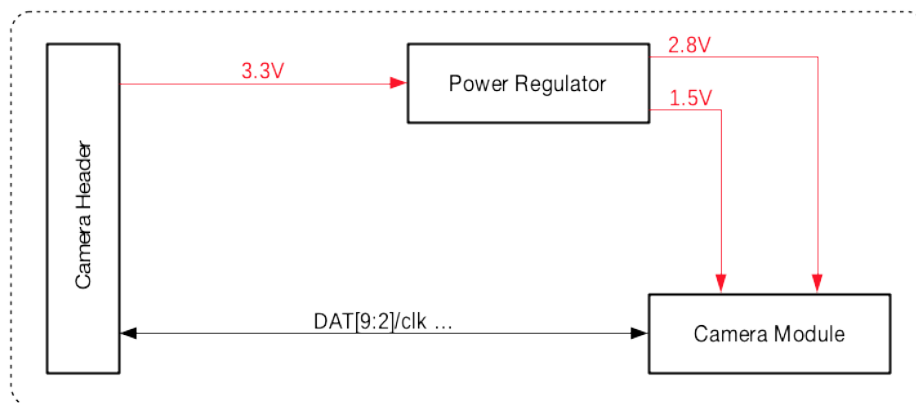 2.8V
3.3V
Power Regulator
1.5V
Camera Header
DAT[9:2]/clk ...
Camera Module